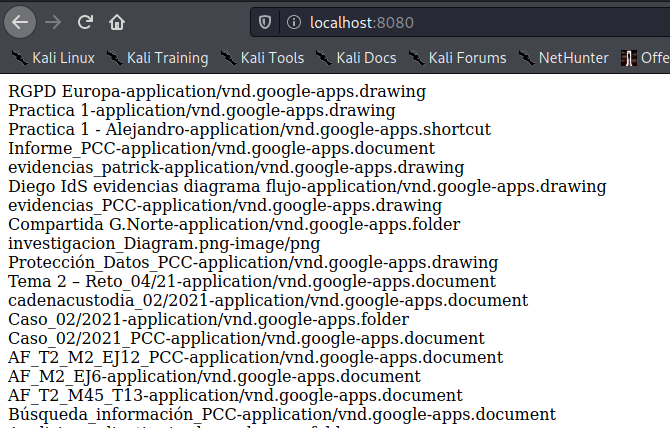 localhost:8080
Kali Linux Kali Training Kali Tools Kali Docs Kali Forums NetHunter Offe
RGPD Europa-application/vnd.google-apps.drawing
Practica 1-application/vnd.google-apps.drawing
Practica 1 - Alejandro-application/vnd.google-apps.shortcut
Informe_PCC-application/vnd.google-apps.document
evidencias_patrick-application/vnd.google-apps.drawing
Diego IdS evidencias diagrama flujo-application/vnd.google-apps.drawing
evidencias_PCC-application/vnd.google-apps.drawing
Compartida G.Norte-application/vnd.google-apps.folder
investigacion_Diagram.png-image/png
Protección_Datos_PCC-application/vnd.google-apps.drawing
Tema 2 – Reto_04/21-application/vnd.google-apps.document
cadenacustodia_02/2021-application/vnd.google-apps.document
Caso_02/2021-application/vnd.google-apps.folder
Caso_02/2021_PCC-application/vnd.google-apps.document
AF_T2_M2_EJ12_PCC-application/vnd.google-apps.document
AF_M2_EJ6-application/vnd.google-apps.document
AF_T2_M45_T13-application/vnd.google-apps.document
Búsqueda_información_PCC-application/vnd.google-apps.document